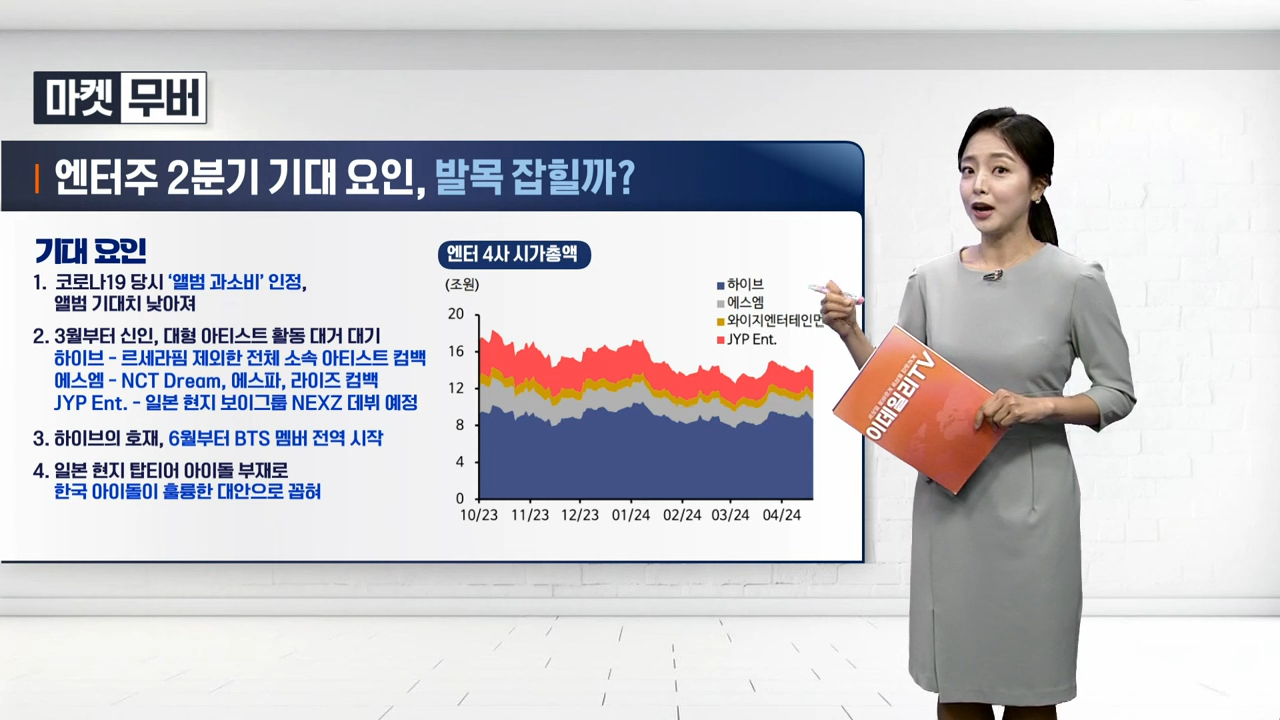 마켓 무버
엔터주 2분기 기대 요인, 발목 잡힐까?
기대 요인
1. 코로나19 당시 ‘앨범 과소비’ 인정,
앨범 기대치 낮아져
2. 3월부터 신인, 대형 아티스트 활동 대거 대기
하이브 - 르세라핌 제외한 전체 소속 아티스트 컴백
에스엠 - NCT Dream, 에스파, 라이즈 컴백
JYP Ent. - 일본 현지 보이그룹 NEXZ 데뷔 예정
3. 하이브의 호재, 6월부터 BTS 멤버 전역 시작
4. 일본 현지 탑티어 아이돌 부재로
한국 아이돌이 훌륭한 대안으로 꼽혀
엔터 4사 시가총액
(조원)
하이브
에스엠
와이지엔터테인먼
JYP Ent.
20
16
12
8
4
0
10/23 11/23 12/23 01/24 02/24 03/24 04/24
이데일리TV